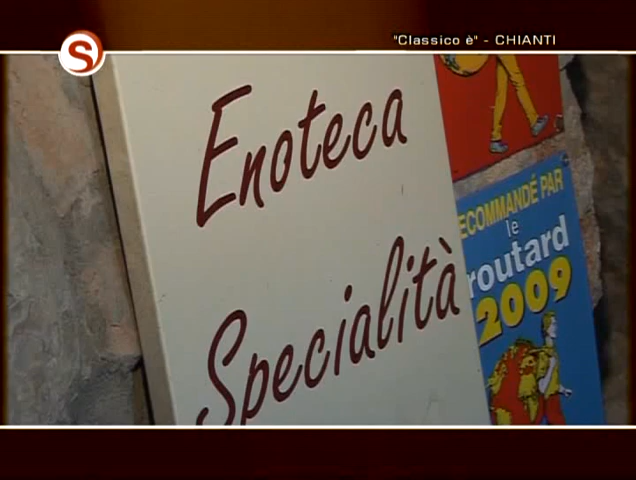 S
"Classico è" - CHIANTI
Enoteca
Specialità
ECOMMANDÉ PAR
le
routard
2009